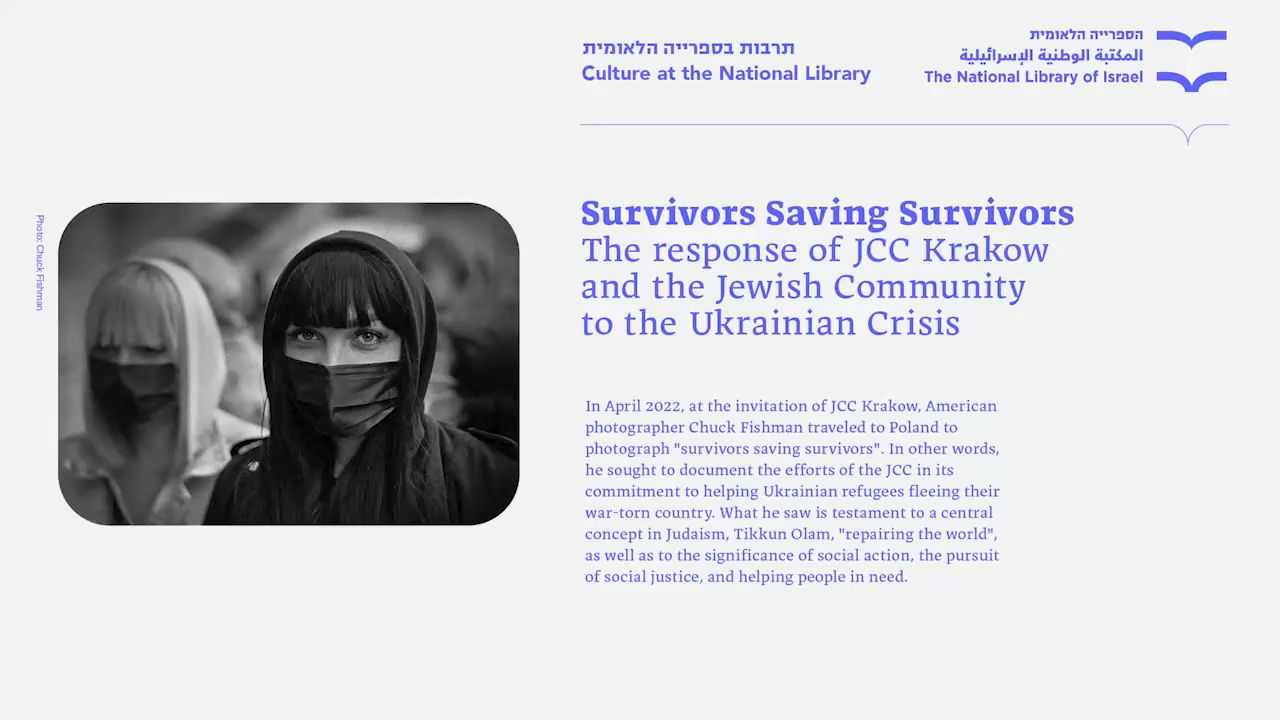 תרבות בספרייה הלאומית
Culture at the National Library
הספרייה הלאומית
المكتبة الوطنية الإسرائيلية
The National Library of Israel
Photo: Chuck Fishman
Survivors Saving Survivors
The response of JCC Krakow
and the Jewish Community
to the Ukrainian Crisis
In April 2022, at the invitation of JCC Krakow, American
photographer Chuck Fishman traveled to Poland to
photograph "survivors saving survivors". In other words,
he sought to document the efforts of the JCC in its
commitment to helping Ukrainian refugees fleeing their
war-torn country. What he saw is testament to a central
concept in Judaism, Tikkun Olam, "repairing the world",
as well as to the significance of social action, the pursuit
of social justice, and helping people in need.